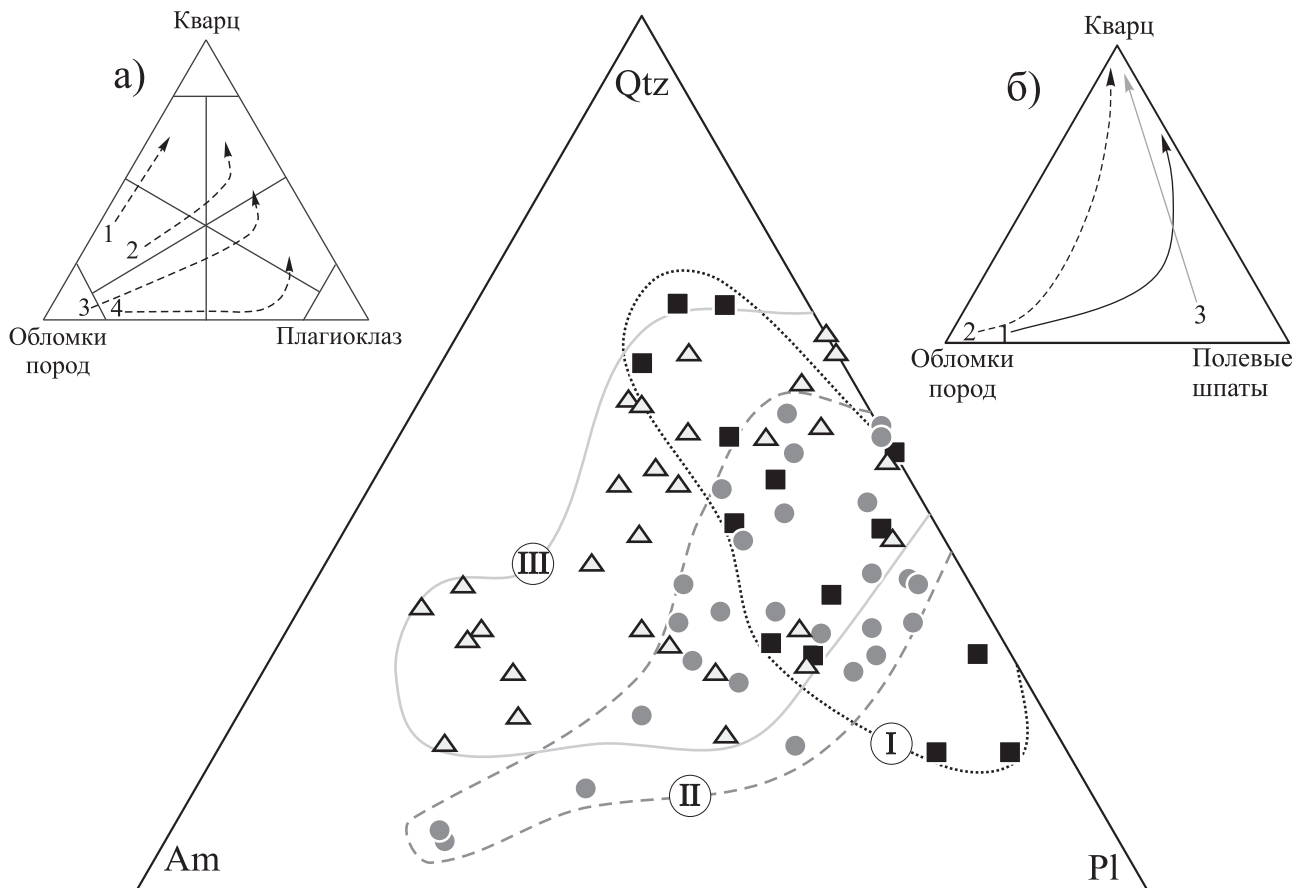 Кварц
а)
1
2
3
4
Обломки
пород
Плагиоклаз
Qtz
Кварц
б)
2
1
3
Обломки
пород
Полевые
шпаты
III
I
II
Am
Pl